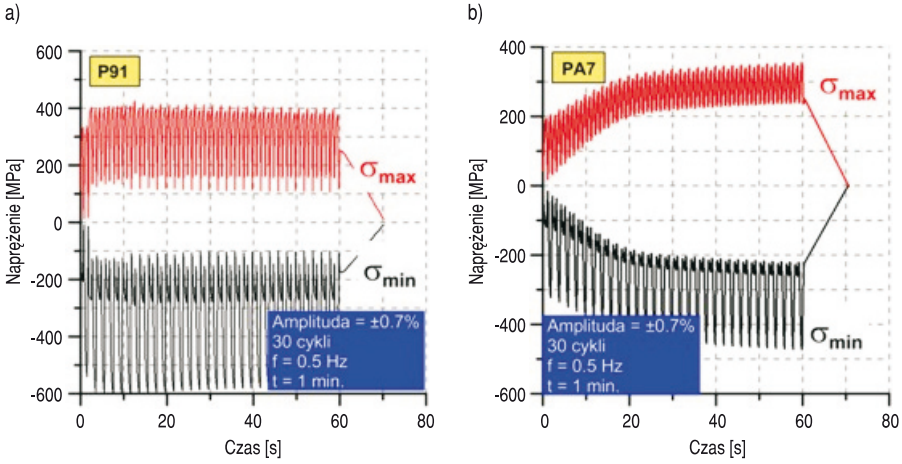 a)
600
400
200
0
-200
-400
-600
Naprężenie [MPa]
P91
σmax
σmin
Amplituda = ±0.7%
30 cykli
f = 0.5 Hz
t = 1 min.
0 20 40 60 80
Czas [s]
b)
400
200
0
-200
-400
-600
Naprężenie [MPa]
PA7
σmax
σmin
Amplituda = ±0.7%
30 cykli
f = 0.5 Hz
t = 1 min.
0 20 40 60 80
Czas [s]